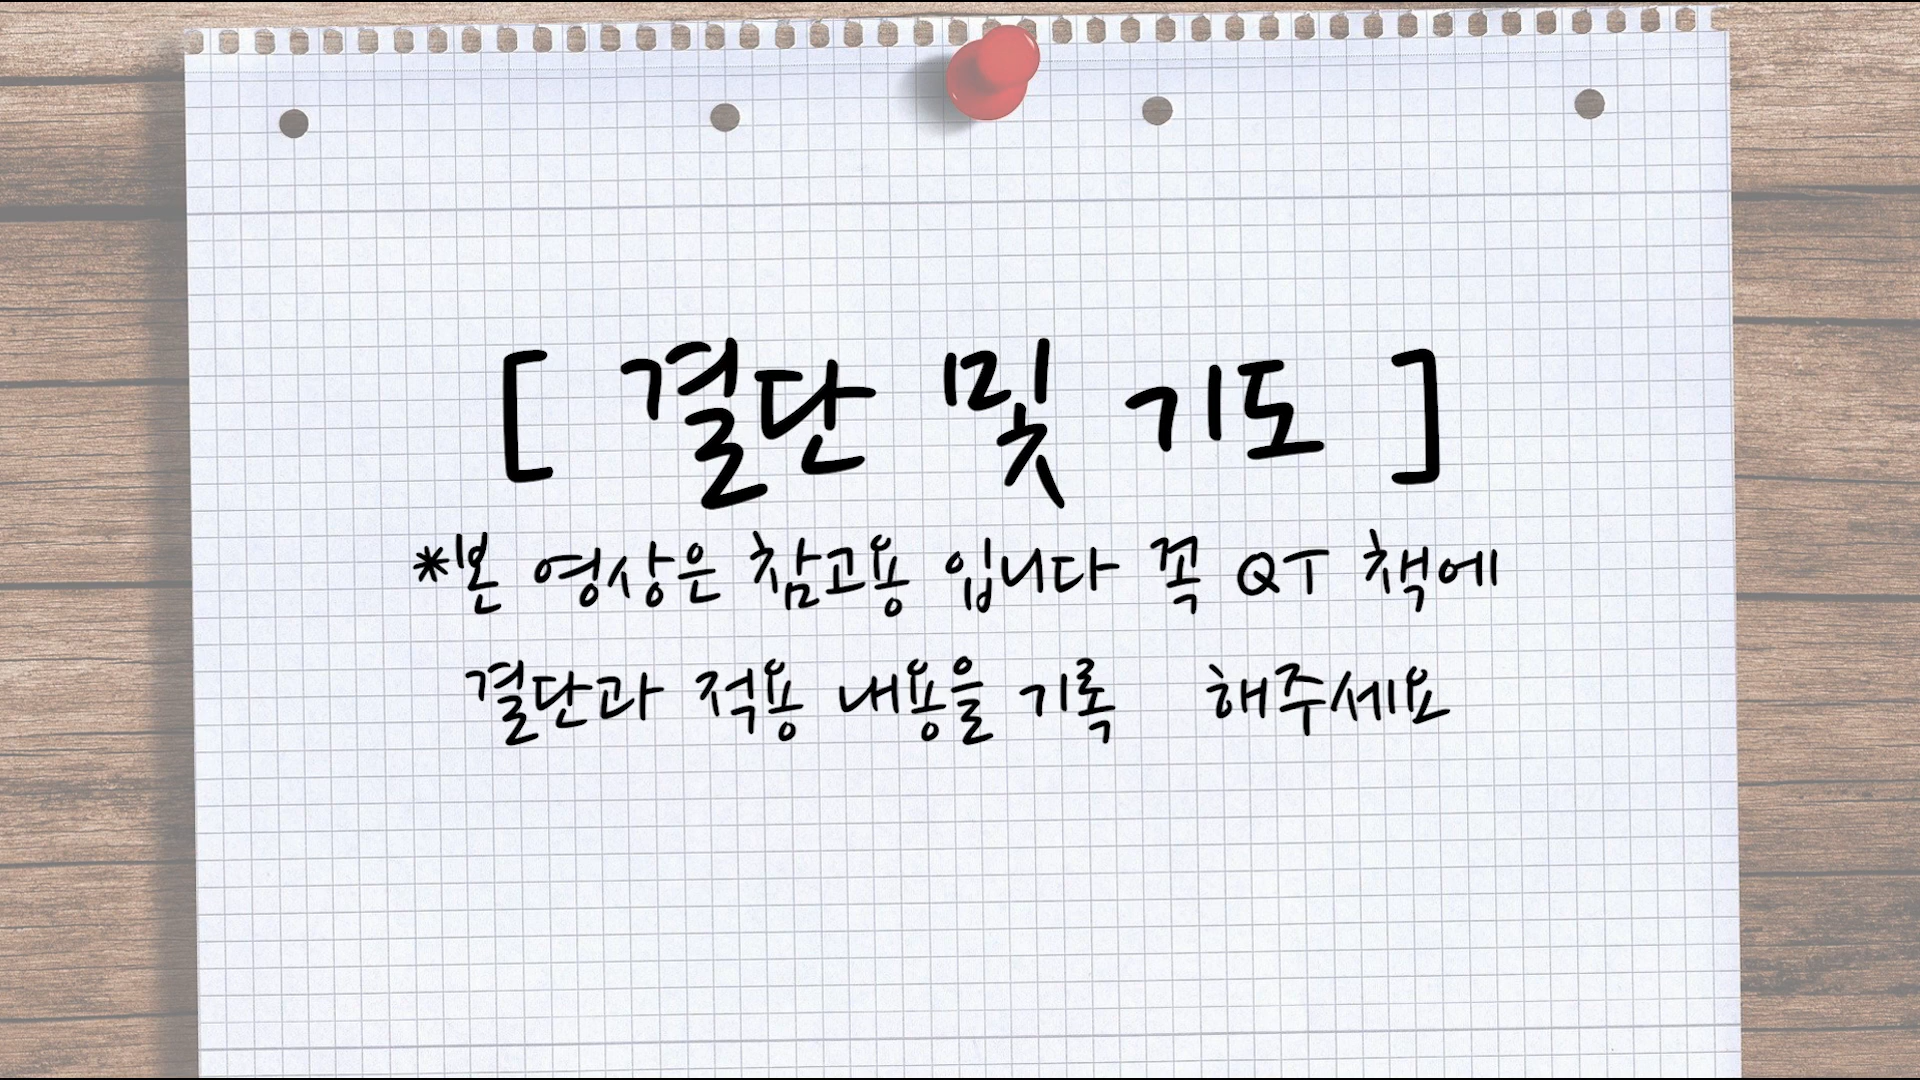 [ 결단 및 기도 ]
*본 영상은 참고용 입니다 꼭 QT 책에
결단과 적용 내용을 기록 해주세요